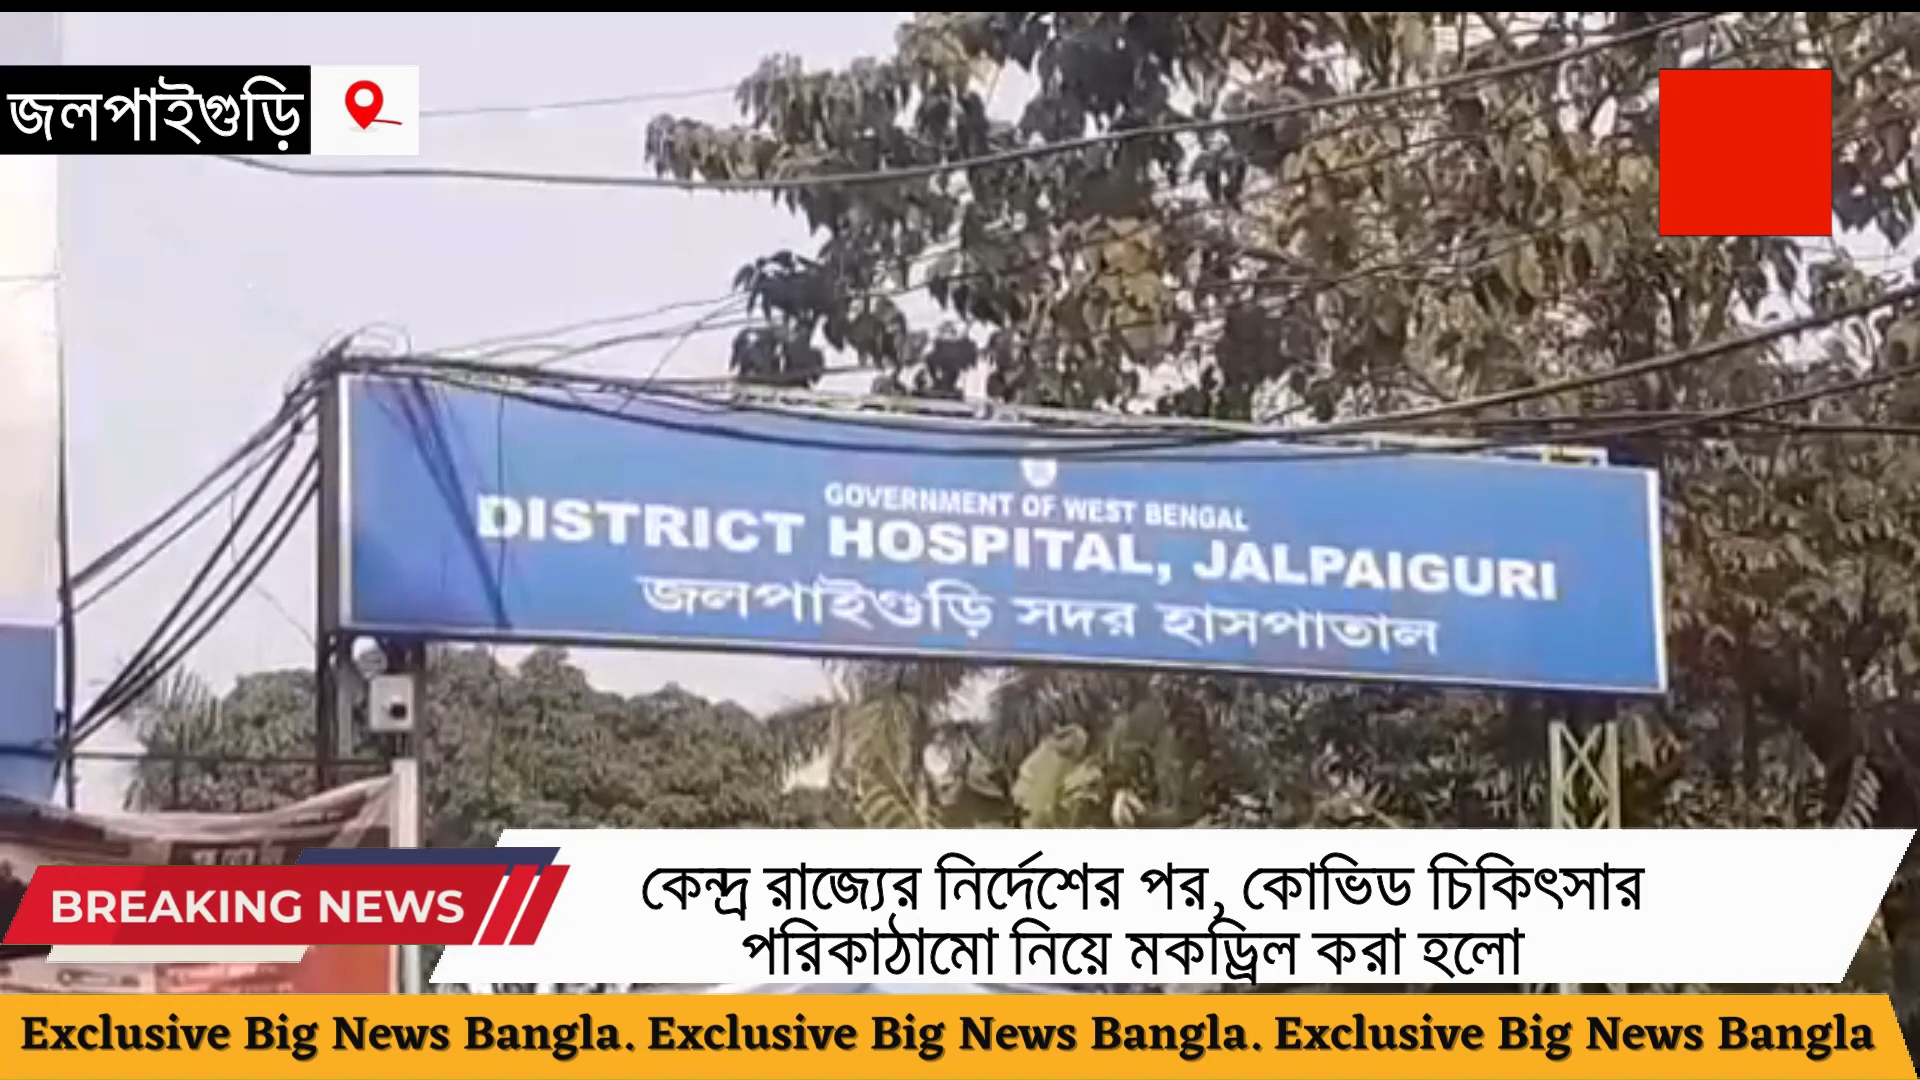 জলপাইগুড়ি
GOVERNMENT OF WEST BENGAL
DISTRICT HOSPITAL, JALPAIGURI
জলপাইগুড়ি সদর হাসপাতাল
BREAKING NEWS
কেন্দ্র রাজ্যের নির্দেশের পর, কোভিড চিকিৎসার
পরিকাঠামো নিয়ে মকড্রিল করা হলো
Exclusive Big News Bangla. Exclusive Big News Bangla. Exclusive Big News Bangla